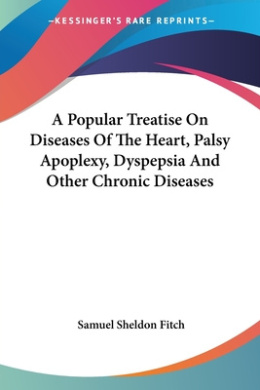 KESSINGER'S RARE REPRINTS
A Popular Treatise On
Diseases Of The Heart, Palsy
Apoplexy, Dyspepsia And
Other Chronic Diseases
Samuel Sheldon Fitch